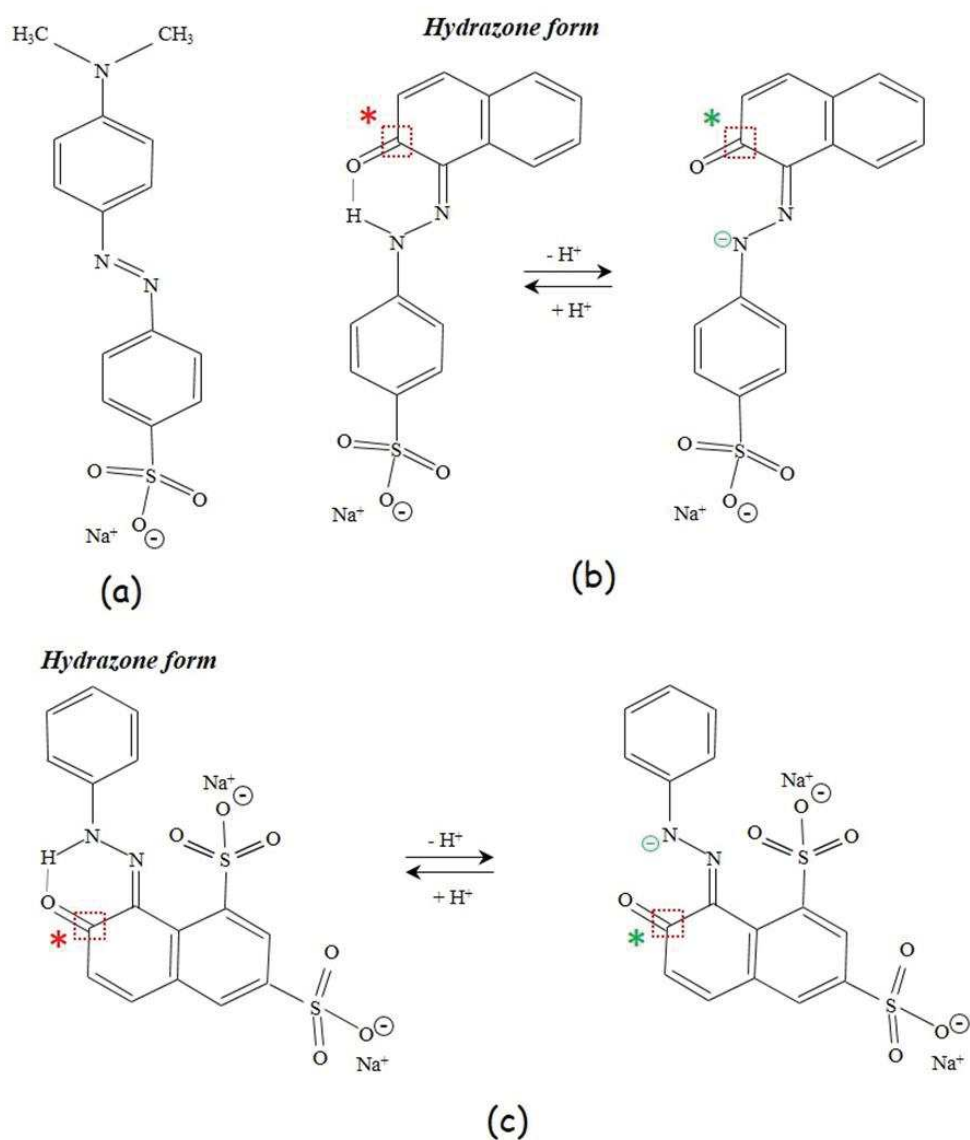 H₃C CH₃
N
N
N
O S O
O ⊖
Na⁺
(a)
Hydrazone form
*
O
H N
N
- H⁺
+ H⁺
O S O
O ⊖
Na⁺
*
O
N
⊖ N
O S O
O ⊖
Na⁺
(b)
Hydrazone form
Na⁺ ⊖
O
O O
S
H N N
O
*
O
S
O ⊖
O
Na⁺
- H⁺
+ H⁺
Na⁺ ⊖
O
O O
S
⊖ N N
O
*
O
S
O ⊖
O
Na⁺
(c)